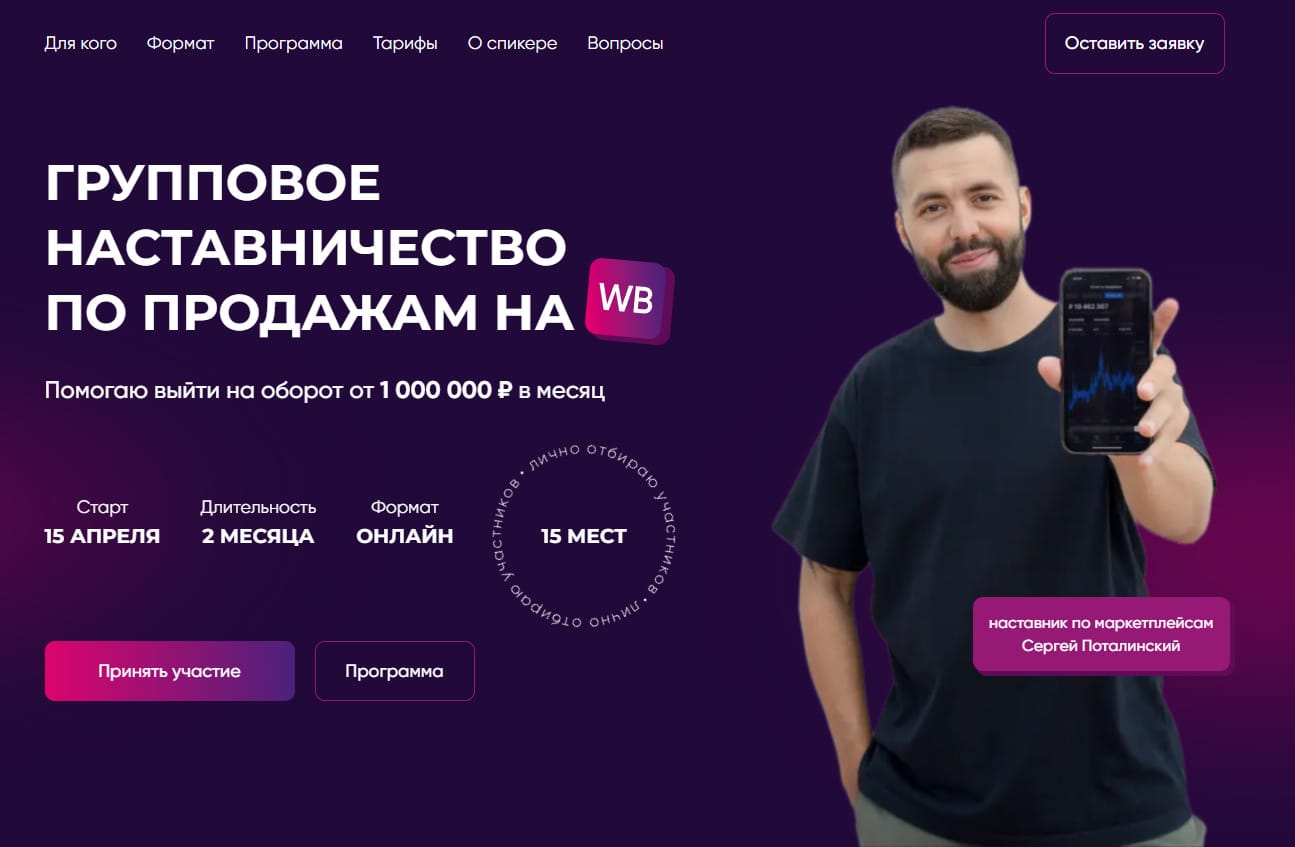 Для кого
Формат
Программа
Тарифы
О спикере
Вопросы
Оставить заявку
ГРУППОВОЕ
НАСТАВНИЧЕСТВО
ПО ПРОДАЖАМ НА
WB
Помогаю выйти на оборот от 1 000 000 ₽ в месяц
Старт
15 АПРЕЛЯ
Длительность
2 МЕСЯЦА
Формат
ОНЛАЙН
• лично отбираю участников • лично отбираю участников
15 МЕСТ
наставник по маркетплейсам
Сергей Поталинский
Принять участие
Программа